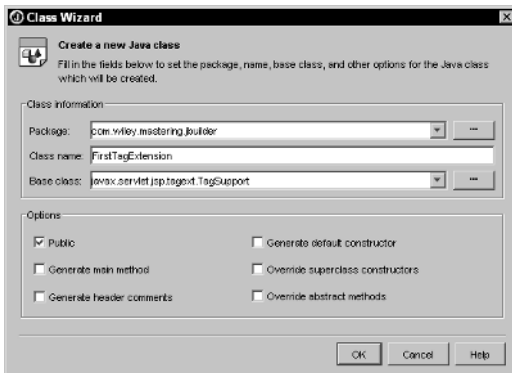 Class Wizard
Create a new Java class
Fill in the fields below to set the package, name, base class, and other options for the Java class
which will be created.
Class information
Package: com.wiley.mastering.jbuilder ...
Class name: FirstTagExtension
Base class: javax.servlet.jsp.tagext.TagSupport ...
Options
Public Generate default constructor
Generate main method Override superclass constructors
Generate header comments Override abstract methods
OK Cancel Help